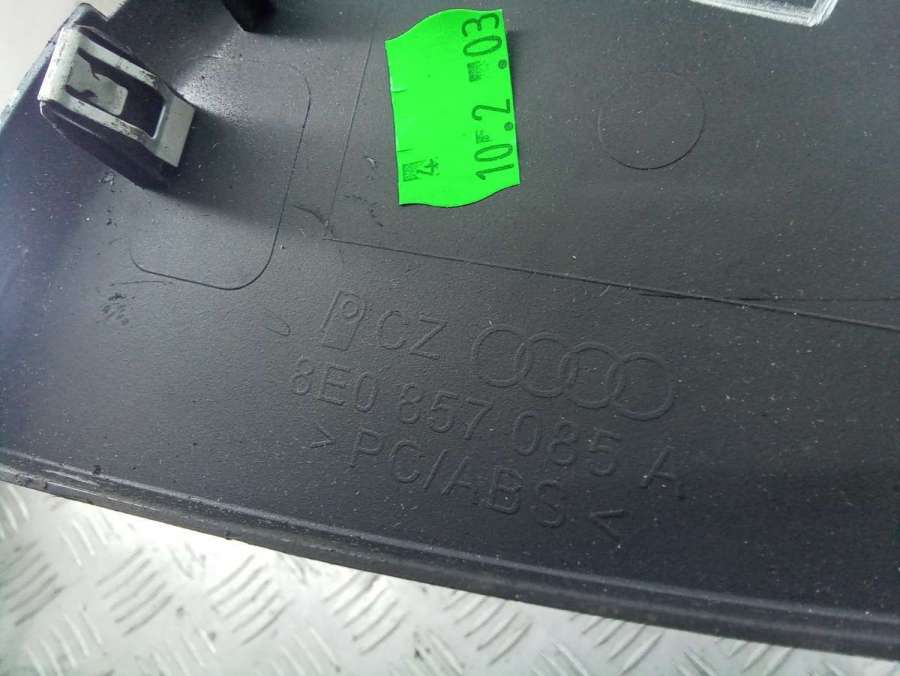 10.2.03
CZ
8E0 857 085 A
> PC/ABS <